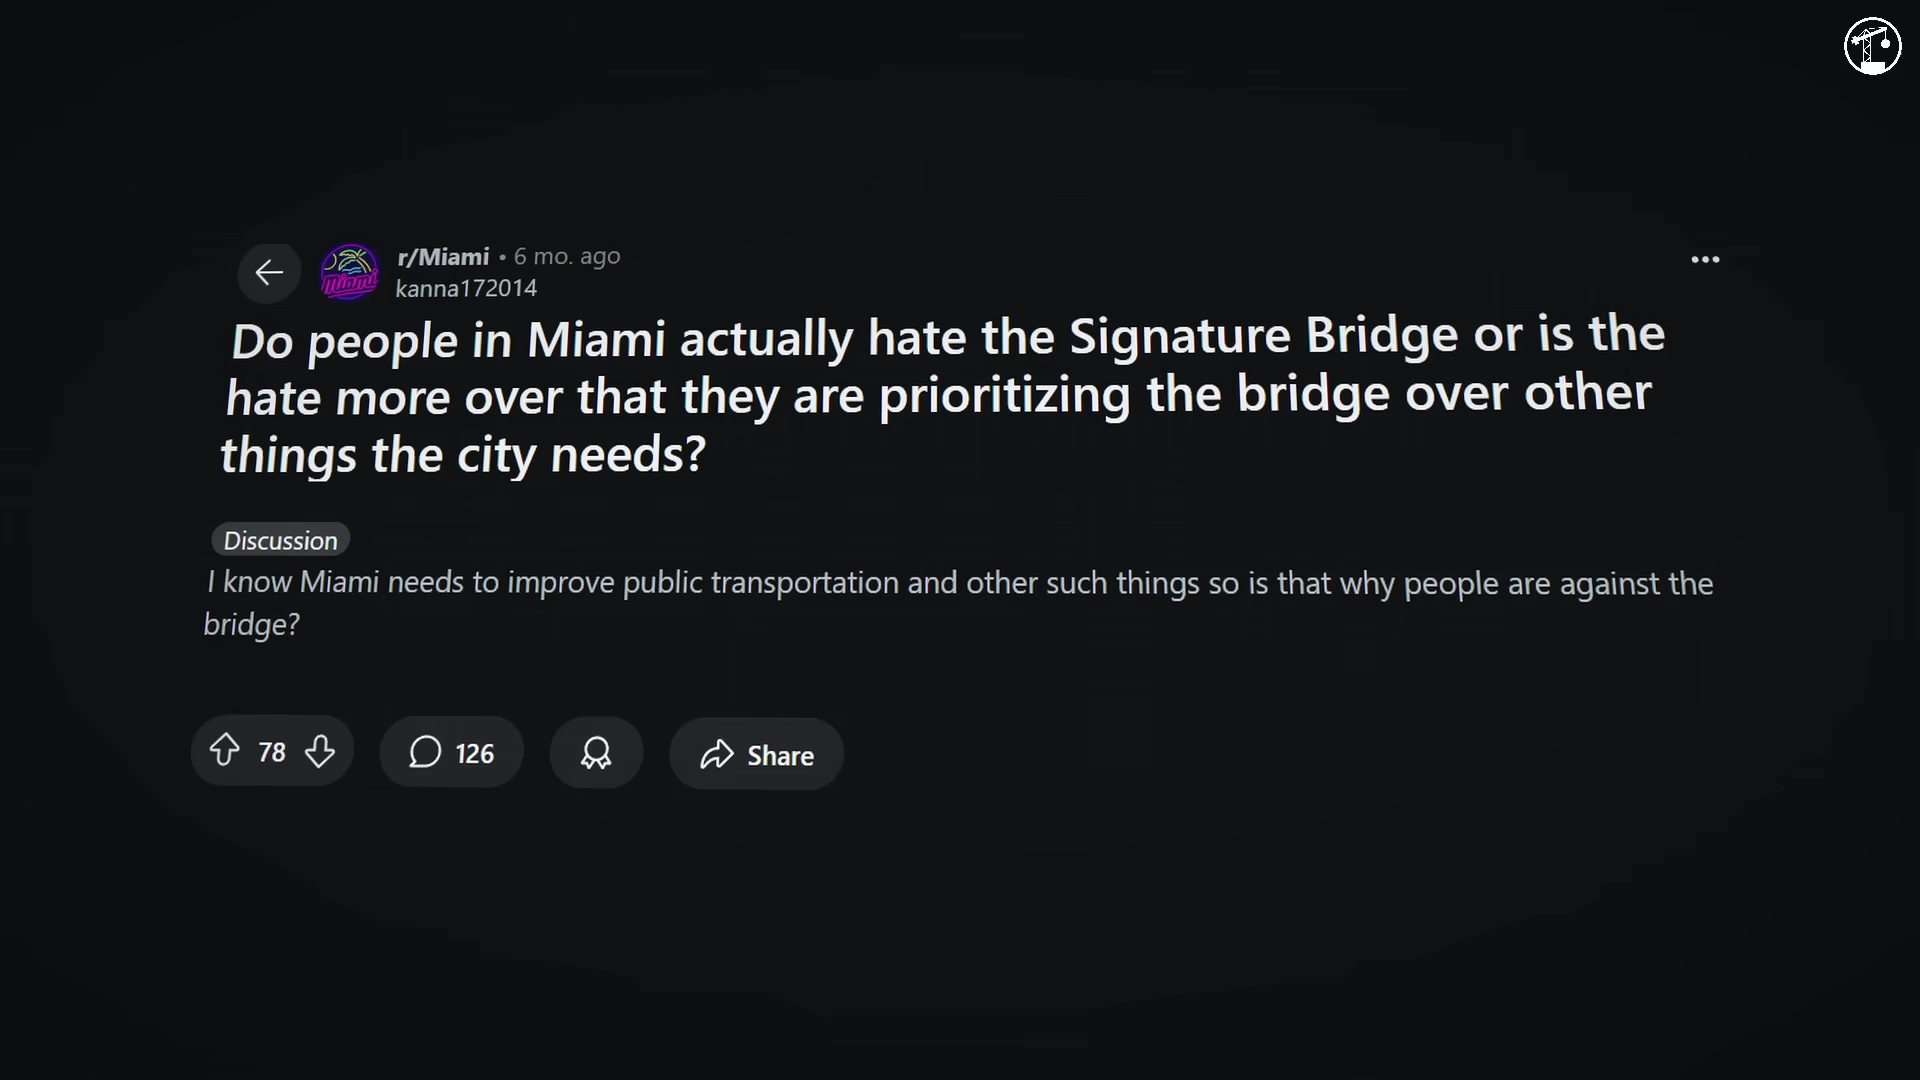 r/Miami • 6 mo. ago
kanna172014
Do people in Miami actually hate the Signature Bridge or is the
hate more over that they are prioritizing the bridge over other
things the city needs?
Discussion
I know Miami needs to improve public transportation and other such things so is that why people are against the
bridge?
78
126
Share